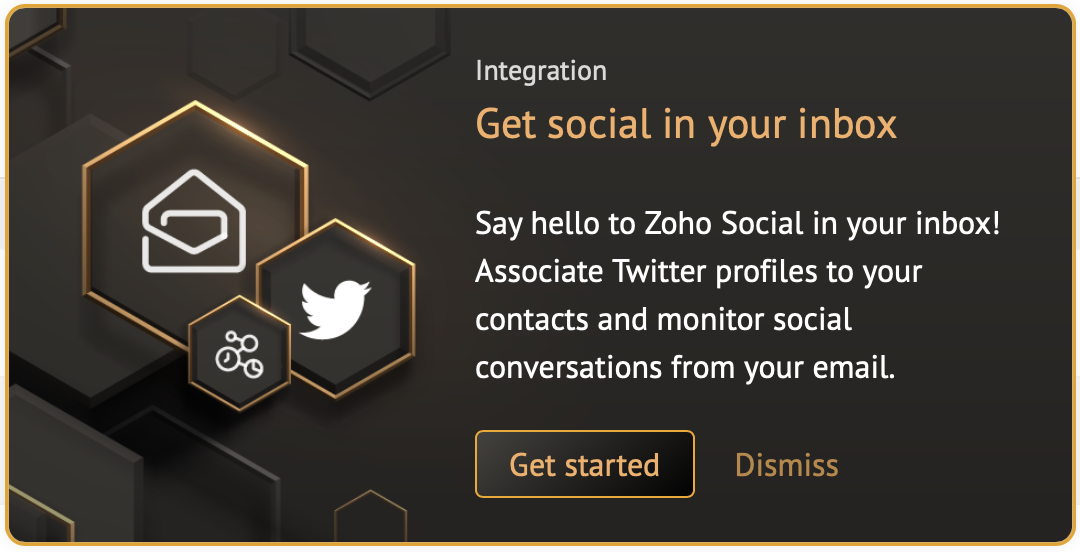 Integration
Get social in your inbox
Say hello to Zoho Social in your inbox!
Associate Twitter profiles to your
contacts and monitor social
conversations from your email.
Get started
Dismiss